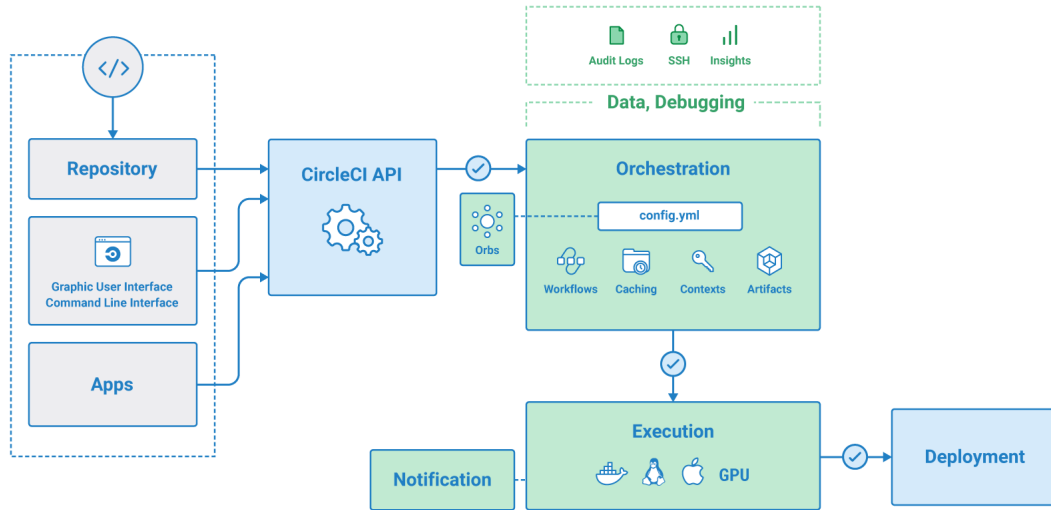 </>
Audit Logs
SSH
Insights
Data, Debugging
Repository
CircleCI API
Orchestration
config.yml
Orbs
Graphic User Interface
Command Line Interface
Workflows
Caching
Contexts
Artifacts
Apps
Execution
GPU
Notification
Deployment